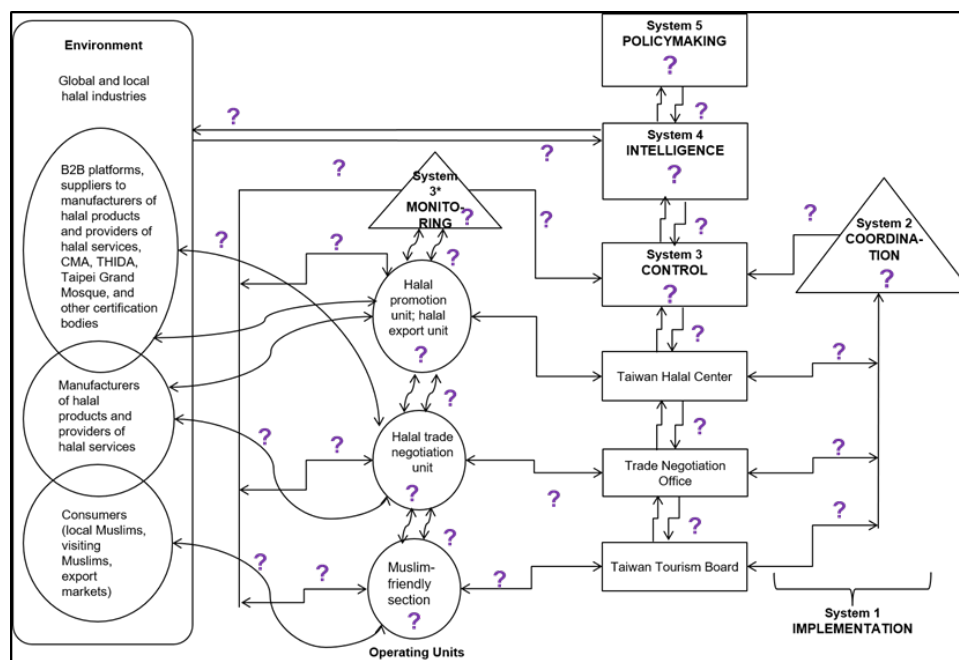 Environment
Global and local
halal industries
B2B platforms,
suppliers to
manufacturers of
halal products
and providers of
halal services,
CMA, THIDA,
Taipei Grand
Mosque, and
other certification
bodies
Manufacturers
of halal
products and
providers of
halal services
Consumers
(local Muslims,
visiting
Muslims,
export
markets)
?
?
?
?
?
?
System
3*
MONITO-
RING
?
?
?
Halal
promotion
unit; halal
export unit
?
?
Halal trade
negotiation
unit
?
?
?
Muslim-
friendly
section
?
?
Operating Units
?
?
?
System 5
POLICYMAKING
?
?
System 4
INTELLIGENCE
?
?
System 3
CONTROL
?
?
Taiwan Halal Center
?
Trade Negotiation
Office
?
Taiwan Tourism Board
?
System 2
COORDINA-
TION
?
?
?
?
System 1
IMPLEMENTATION